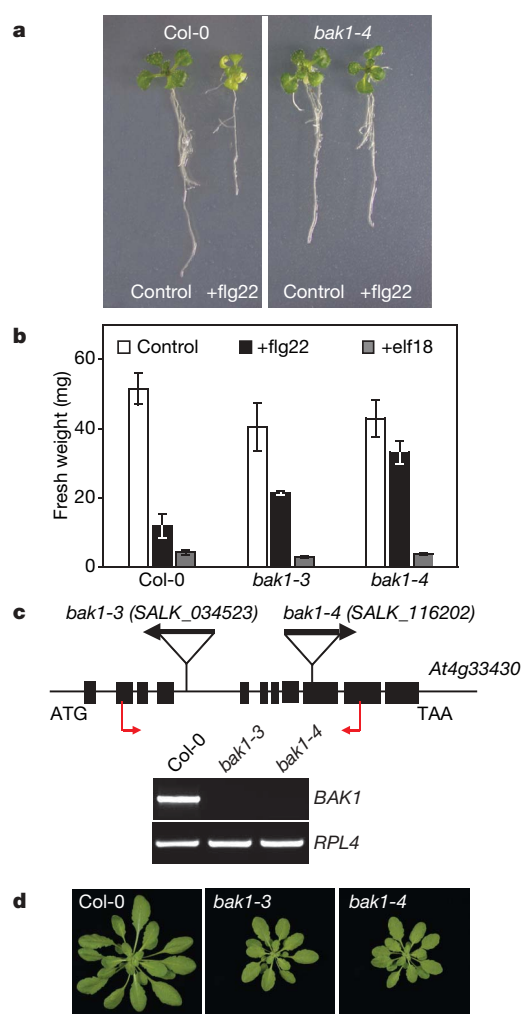 a
Col-0 bak1-4
Control +flg22 Control +flg22
b
Control +flg22 +elf18
Fresh weight (mg)
60
40
20
0
Col-0 bak1-3 bak1-4
c
bak1-3 (SALK_034523) bak1-4 (SALK_116202)
At4g33430
ATG TAA
Col-0 bak1-3 bak1-4
BAK1
RPL4
d
Col-0 bak1-3 bak1-4